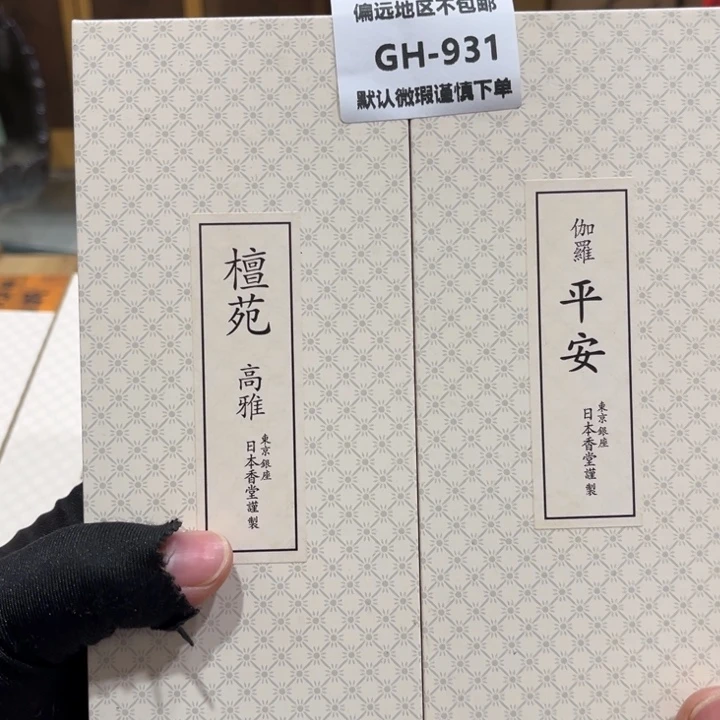 偏远地区不包邮
GH-931
默认微瑕谨慎下单
檀苑
高雅
東京銀座
日本香堂謹製
伽羅
平安
東京銀座
日本香堂謹製